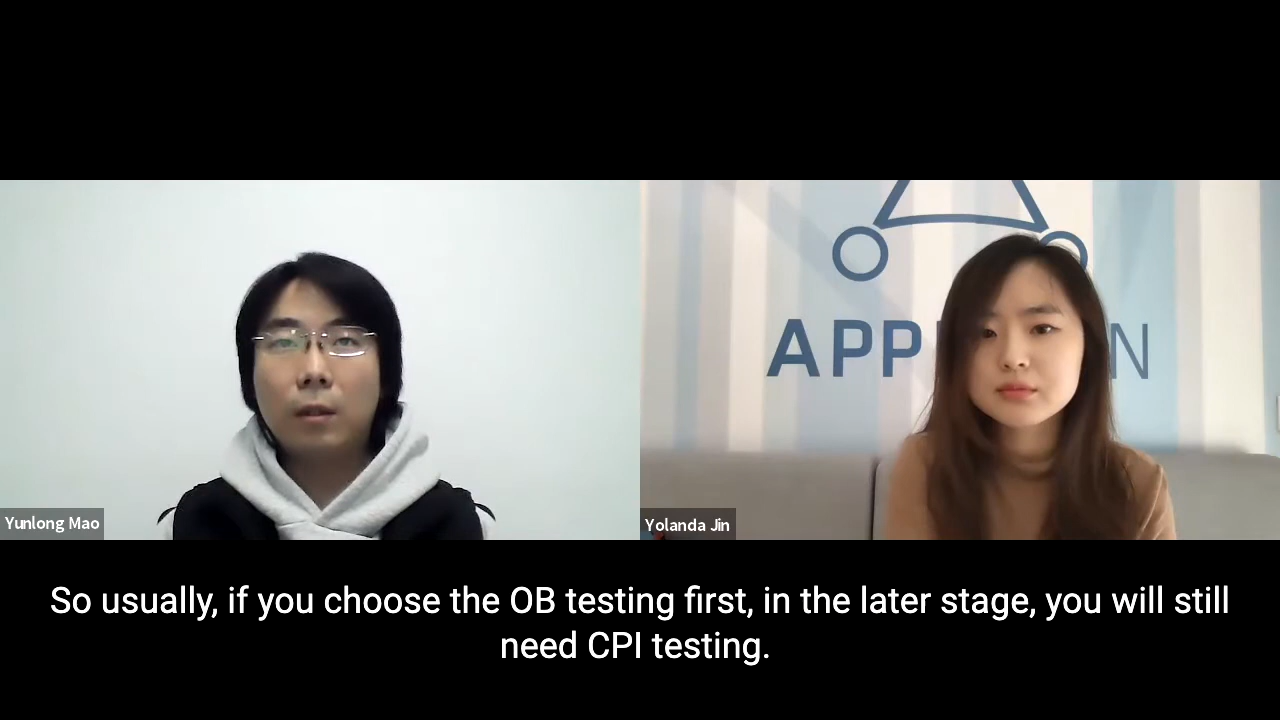 APP N
Yunlong Mao
Yolanda Jin
So usually, if you choose the OB testing first, in the later stage, you will still
need CPI testing.